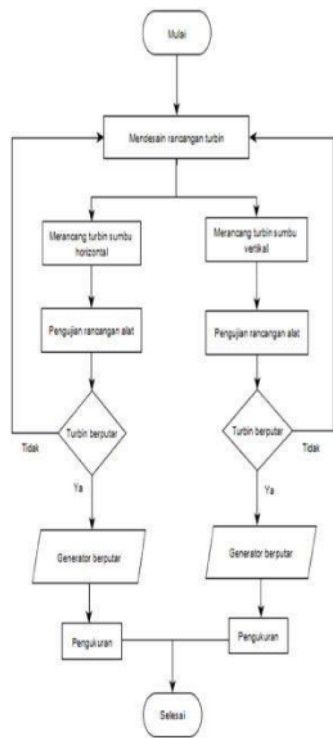 Mulai
Mendesain rancangan turbin
Merancang turbin sumbu
horizontal
Merancang turbin sumbu
vertikal
Pengujian rancangan alat
Pengujian rancangan alat
Turbin berputar
Turbin berputar
Tidak
Tidak
Ya
Ya
Generator berputar
Generator berputar
Pengukuran
Pengukuran
Selesai